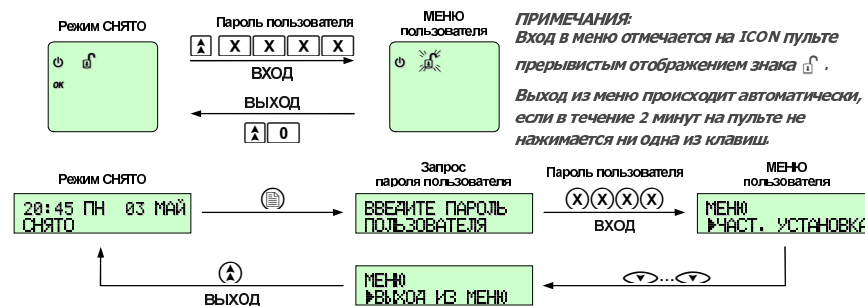 Режим СНЯТО
Пароль пользователя
X X X X
ВХОД
ВЫХОД
0
OK
МЕНЮ
пользователя
ПРИМЕЧАНИЯ:
Вход в меню отмечается на ICON пульте
прерывистым отображением знака .
Выход из меню происходит автоматически,
если в течение 2 минут на пульте не
нажимается ни одна из клавиш.
Режим СНЯТО
20:45 ПН 03 МАЙ
СНЯТО
Запрос
пароля пользователя
ВВЕДИТЕ ПАРОЛЬ
ПОЛЬЗОВАТЕЛЯ
Пароль пользователя
X X X X
ВХОД
МЕНЮ
пользователя
МЕНЮ
ЧАСТ. УСТАНОВКА
ВЫХОД
МЕНЮ
ВЫХОД ИЗ МЕНЮ
...